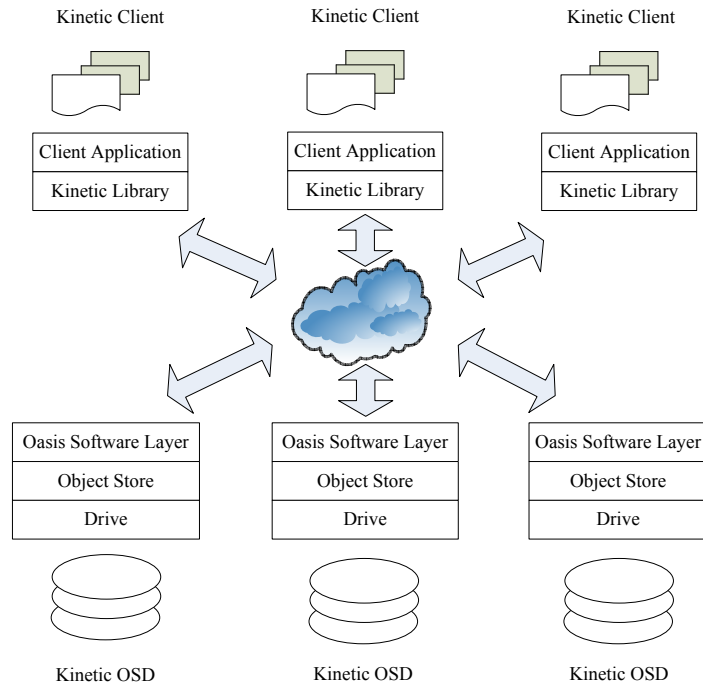 Kinetic Client
Kinetic Client
Kinetic Client
Client Application
Client Application
Client Application
Kinetic Library
Kinetic Library
Kinetic Library
Oasis Software Layer
Oasis Software Layer
Oasis Software Layer
Object Store
Object Store
Object Store
Drive
Drive
Drive
Kinetic OSD
Kinetic OSD
Kinetic OSD